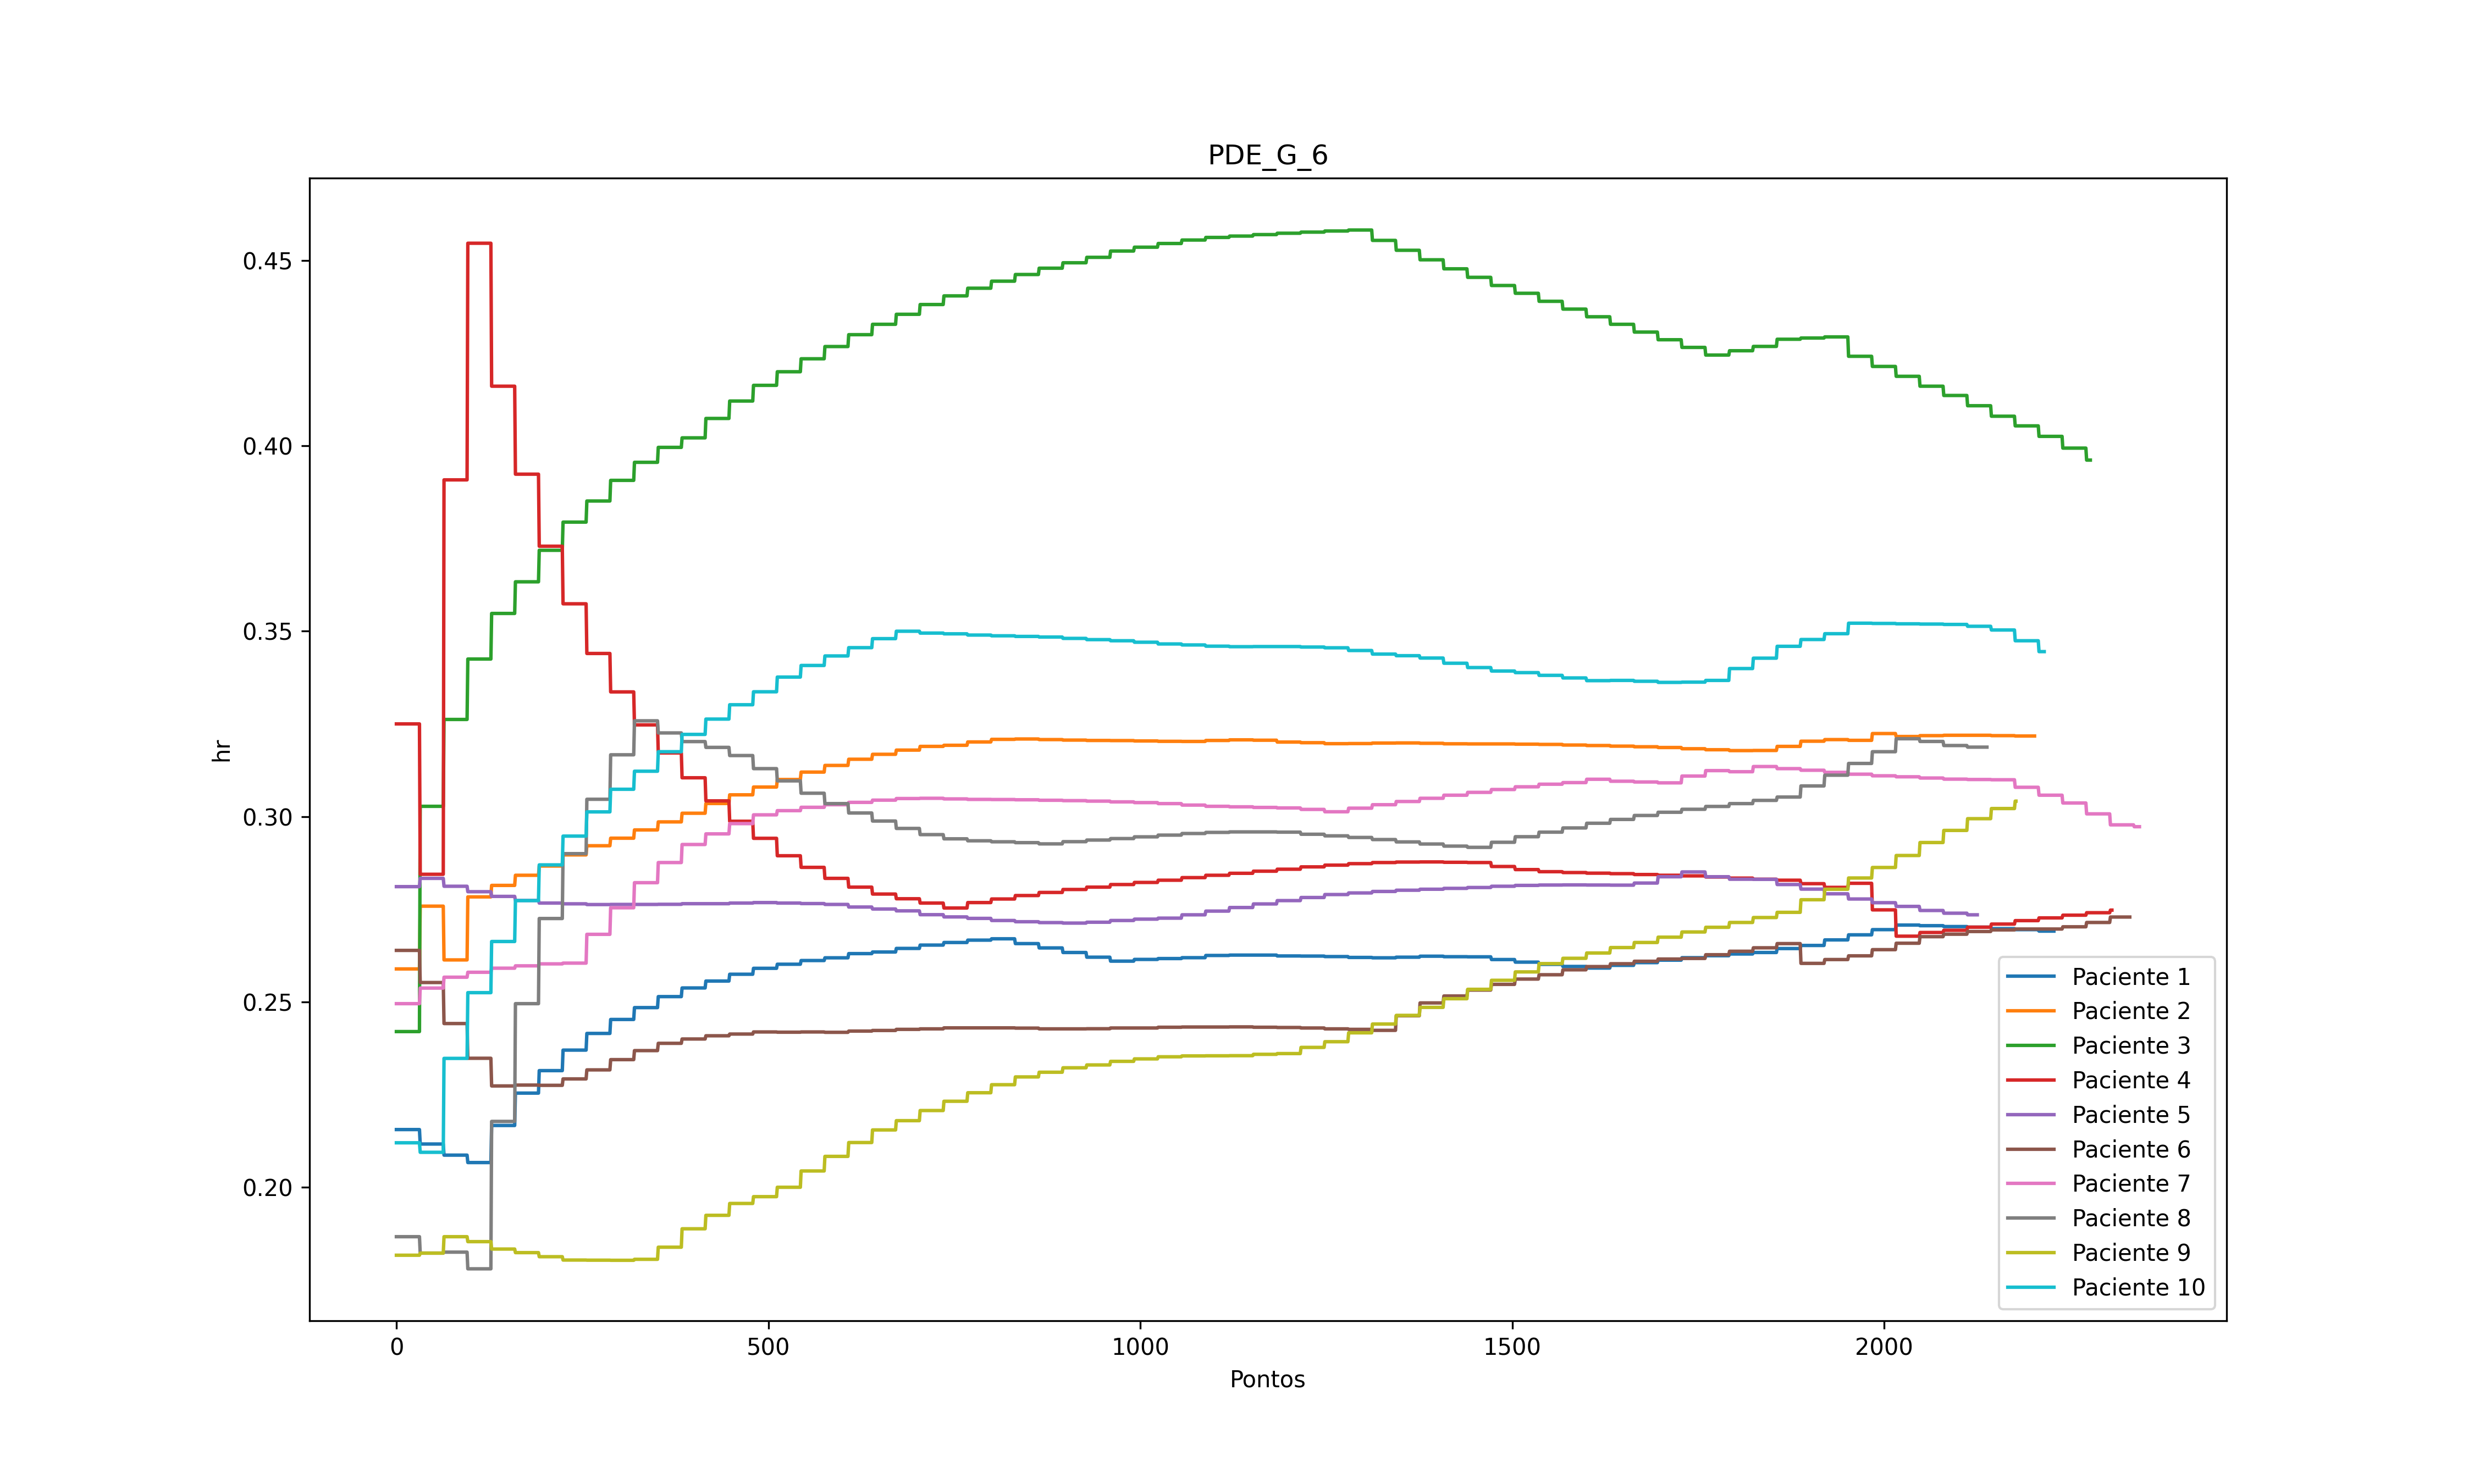 PDE_G_6
hr
0.45
0.40
0.35
0.30
0.25
0.20
0 500 1000 1500 2000
Pontos
Paciente 1
Paciente 2
Paciente 3
Paciente 4
Paciente 5
Paciente 6
Paciente 7
Paciente 8
Paciente 9
Paciente 10